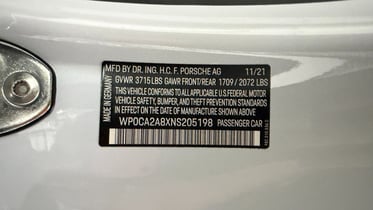 MFD BY DR. ING. H.C. F. PORSCHE AG 11/21
GVWR 3715 LBS GAWR FRONT/REAR 1709 / 2072 LBS
THIS VEHICLE CONFORMS TO ALL APPLICABLE U.S. FEDERAL MOTOR
VEHICLE SAFETY, BUMPER, AND THEFT PREVENTION STANDARDS
IN EFFECT ON THE DATE OF MANUFACTURE SHOWN ABOVE
WP0CA2A8XNS205198 PASSENGER CAR
MADE IN GERMANY